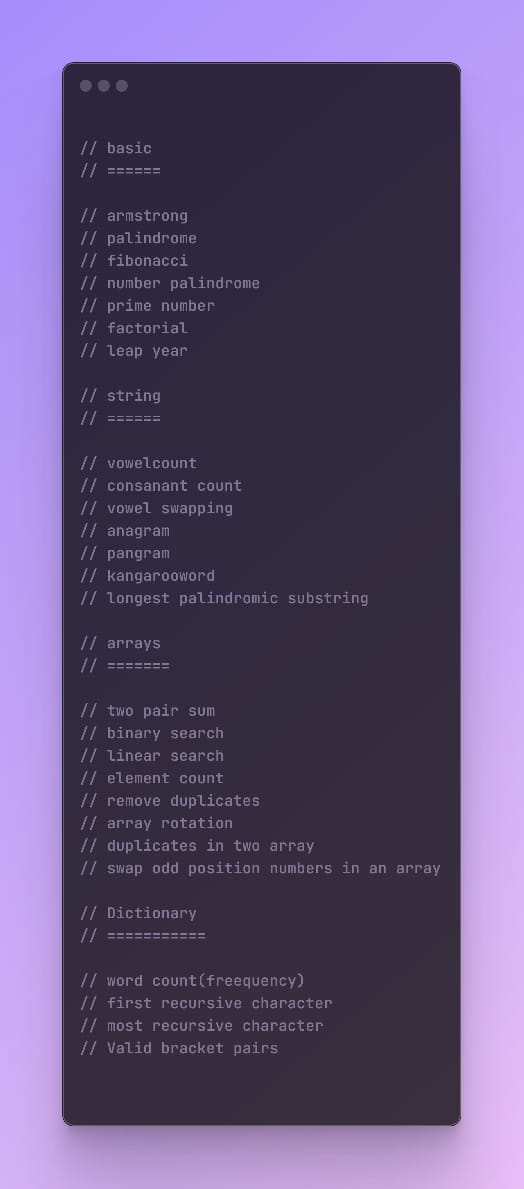 // basic
// ======
// armstrong
// palindrome
// fibonacci
// number palindrome
// prime number
// factorial
// leap year
// string
// ======
// vowelcount
// consanant count
// vowel swapping
// anagram
// pangram
// kangarooword
// longest palindromic substring
// arrays
// =======
// two pair sum
// binary search
// linear search
// element count
// remove duplicates
// array rotation
// duplicates in two array
// swap odd position numbers in an array
// Dictionary
// ===========
// word count(freequency)
// first recursive character
// most recursive character
// Valid bracket pairs